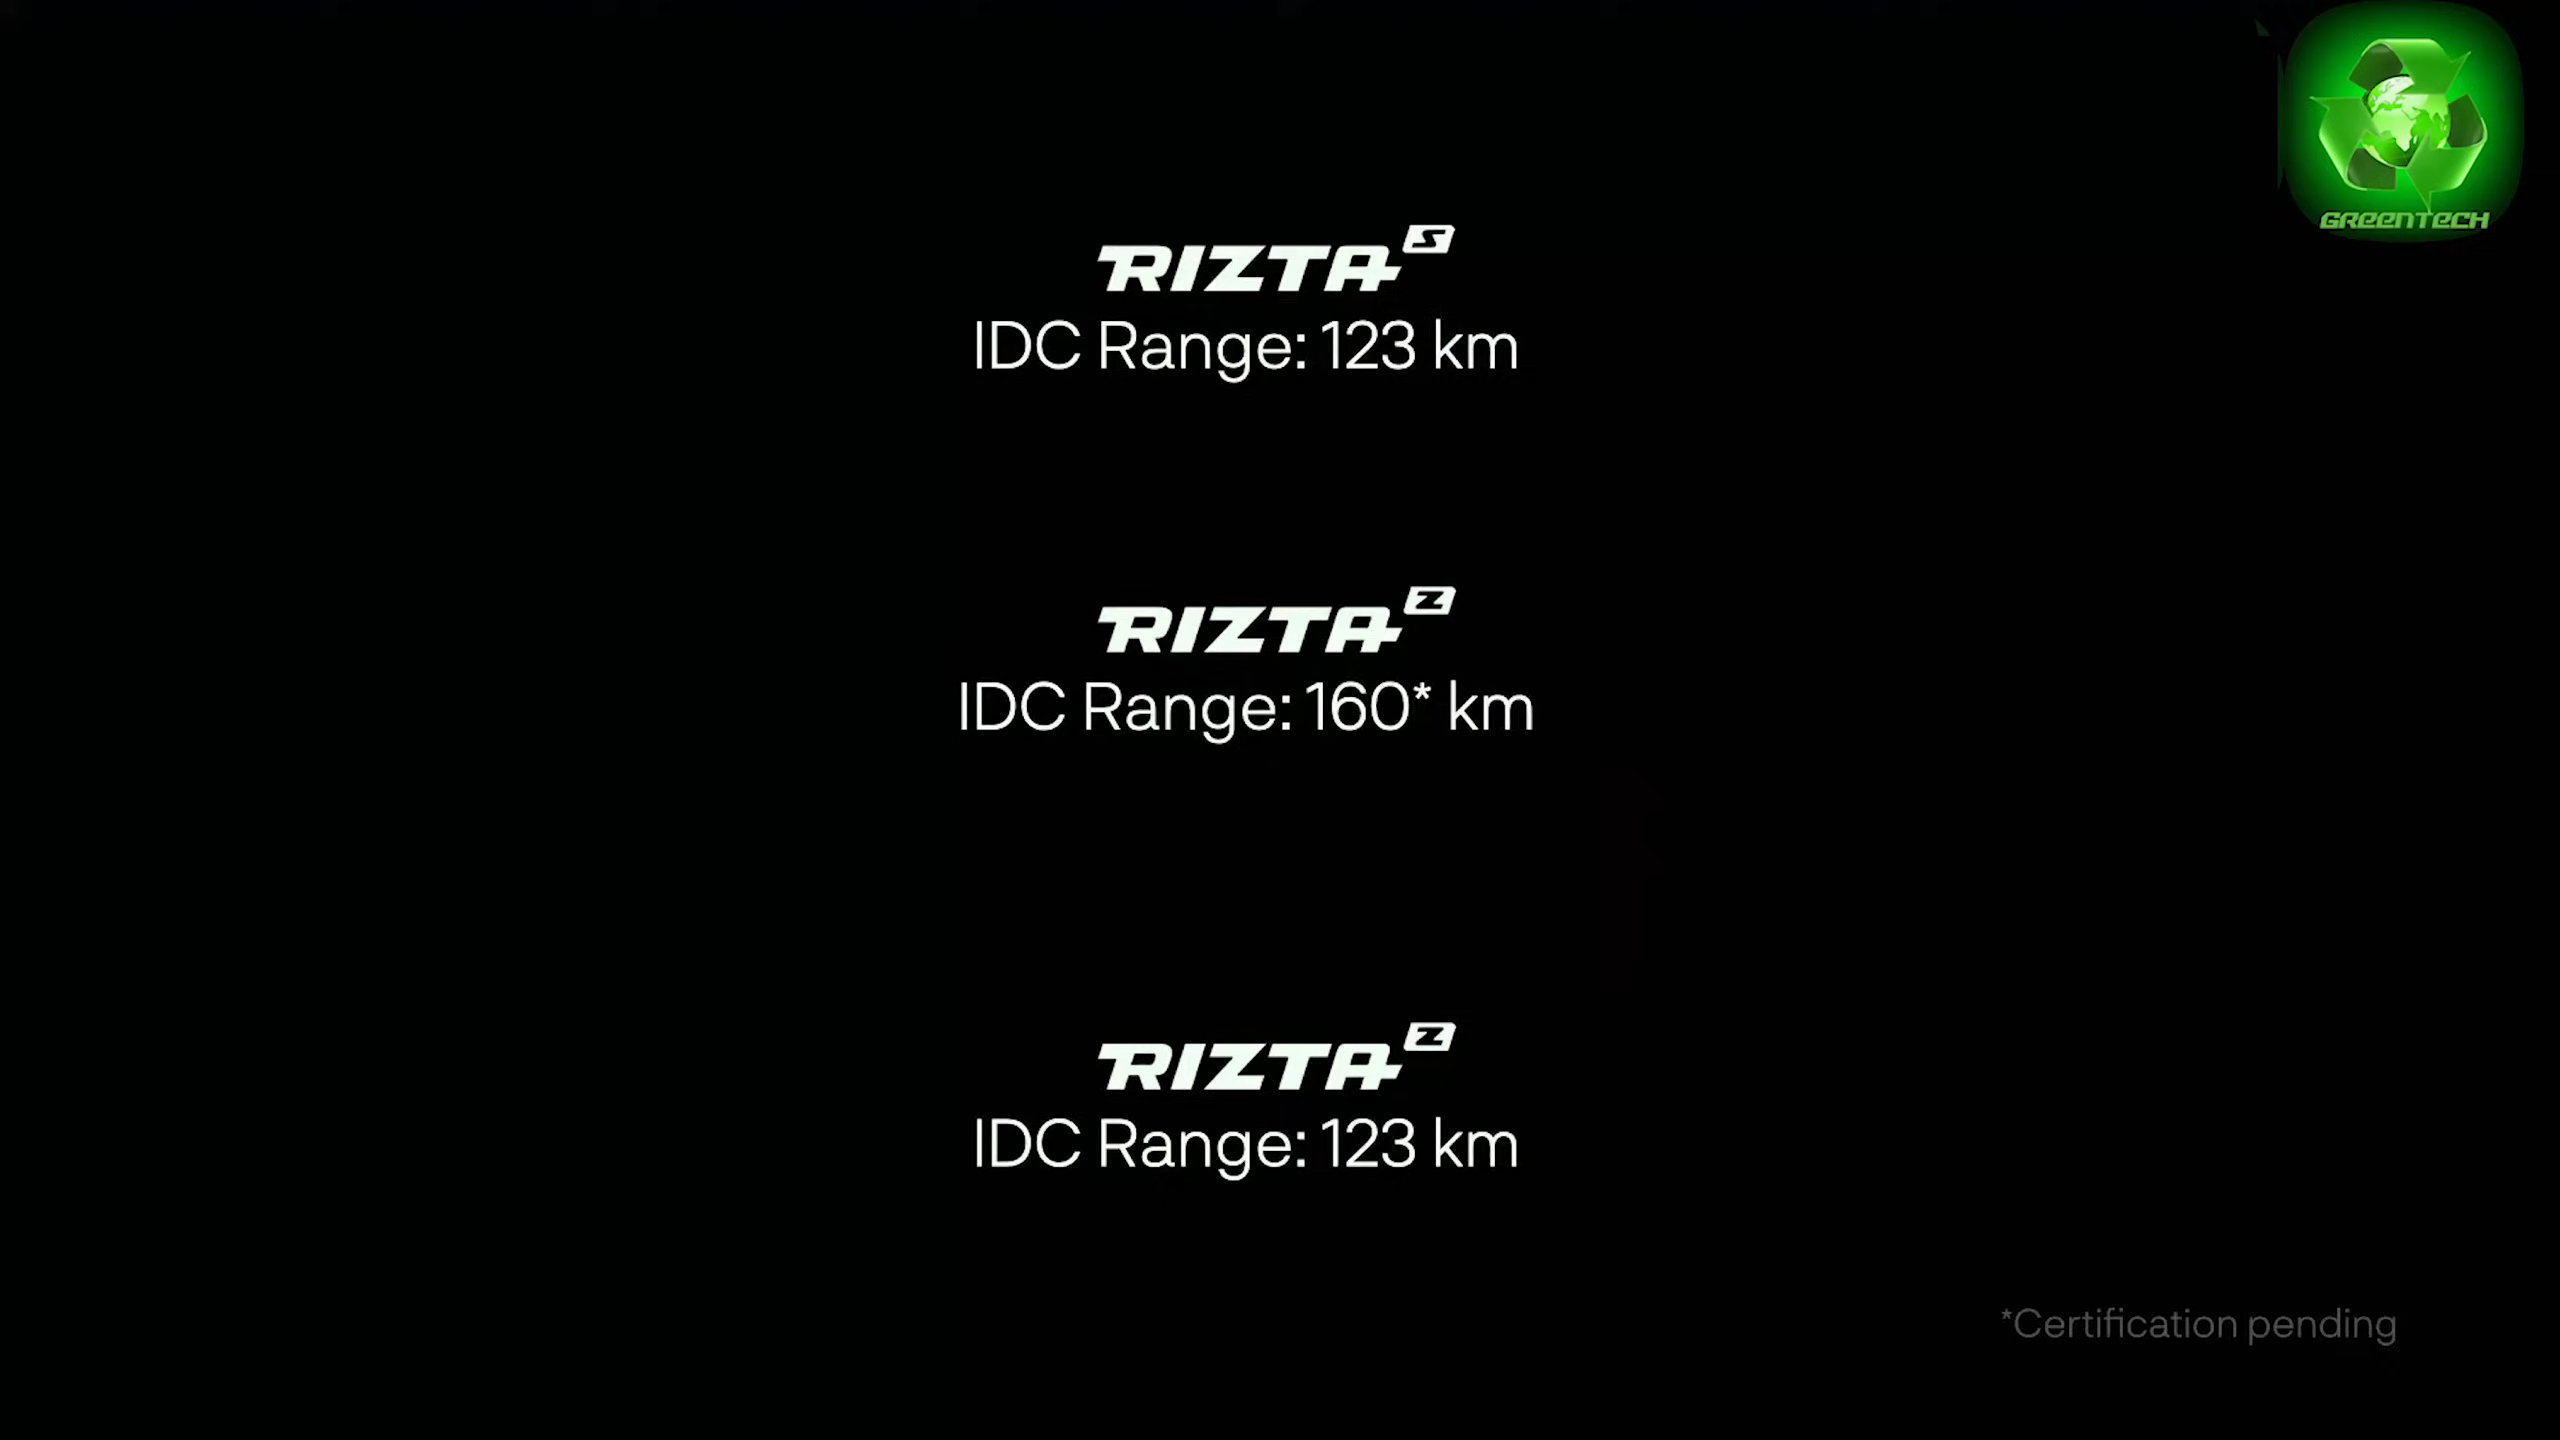 GREENTECH
RIZTA S
IDC Range: 123 km
RIZTA Z
IDC Range: 160* km
RIZTA Z
IDC Range: 123 km
*Certification pending